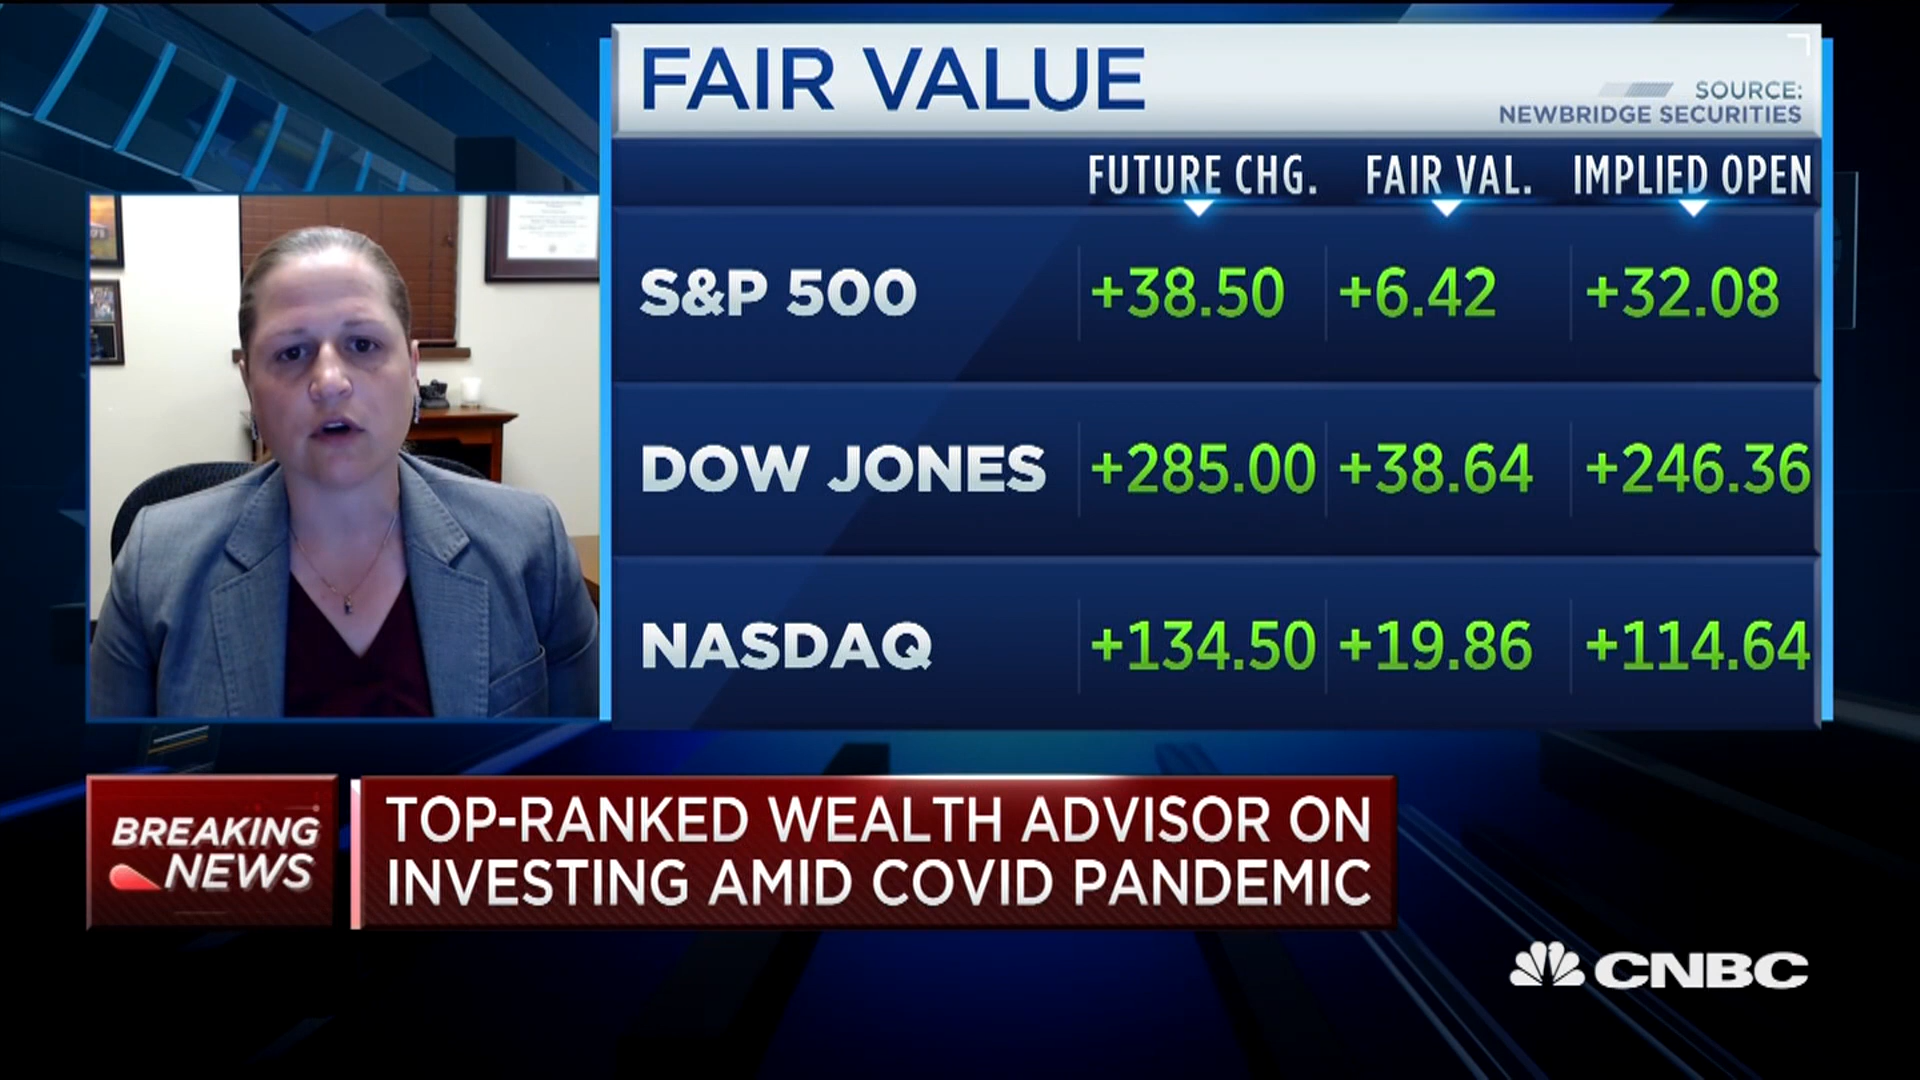 FAIR VALUE
SOURCE:
NEWBRIDGE SECURITIES
FUTURE CHG. FAIR VAL. IMPLIED OPEN
S&P 500 +38.50 +6.42 +32.08
DOW JONES +285.00 +38.64 +246.36
NASDAQ +134.50 +19.86 +114.64
BREAKING
NEWS
TOP-RANKED WEALTH ADVISOR ON
INVESTING AMID COVID PANDEMIC
CNBC